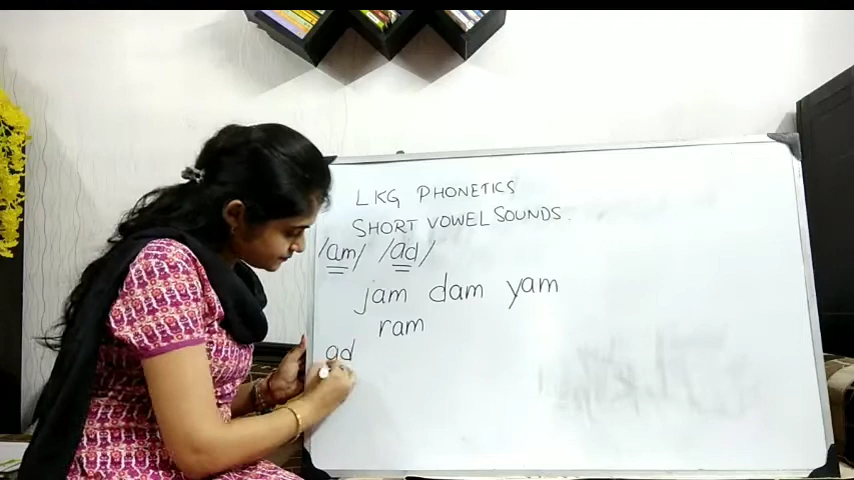 LKG PHONETICS
SHORT VOWEL SOUNDS.
/am/ /ad/
jam dam yam
ram
ad